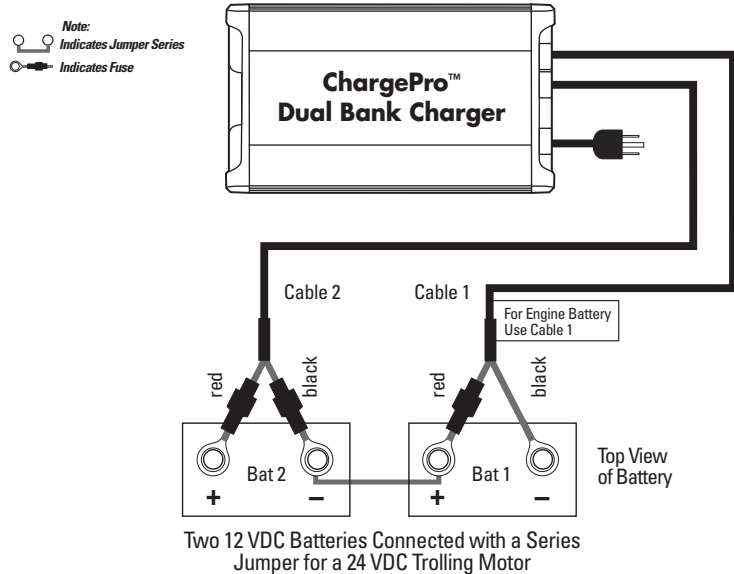 Note:
Indicates Jumper Series
Indicates Fuse
ChargePro™
Dual Bank Charger
Cable 2
Cable 1
For Engine Battery
Use Cable 1
red
black
red
black
Bat 2
Bat 1
+
–
+
–
Top View
of Battery
Two 12 VDC Batteries Connected with a Series
Jumper for a 24 VDC Trolling Motor